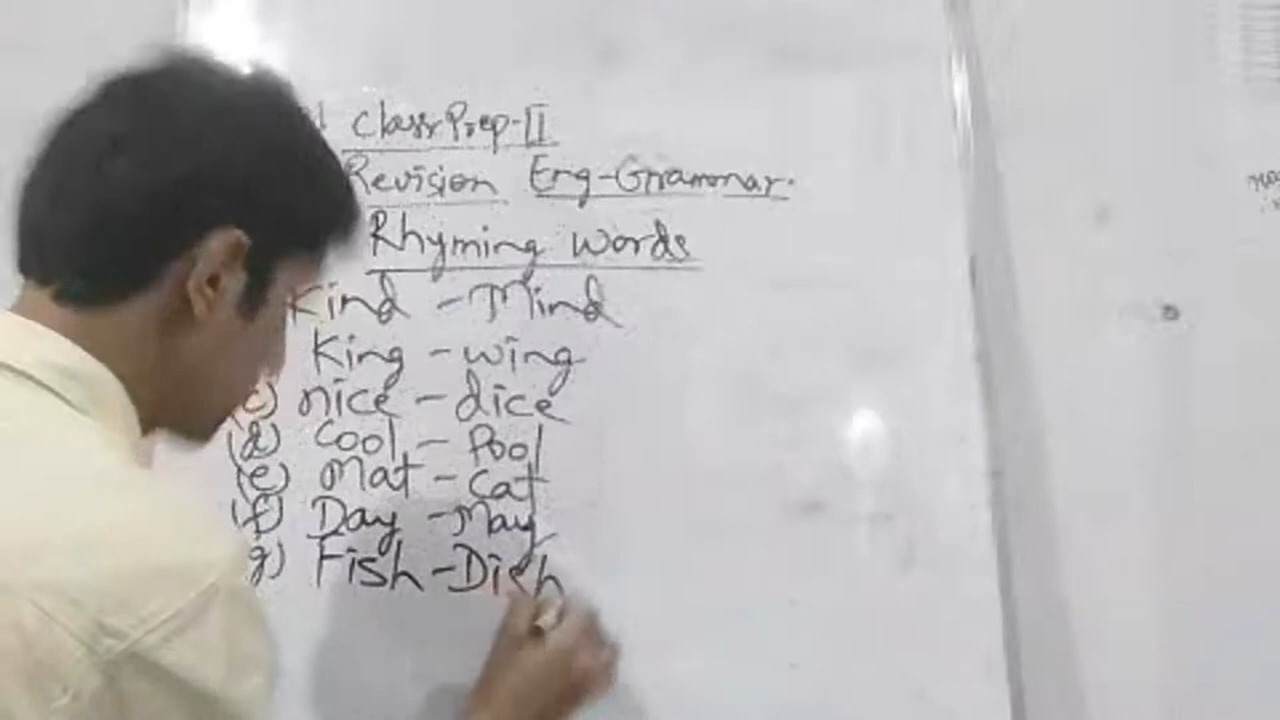 Class Prep-II
Revision Eng-Grammar.
Rhyming words
Kind - Mind
King - wing
(c) nice - dice
(d) Cool - Pool
(e) Mat - Cat
(f) Day - May
g) Fish - Dish